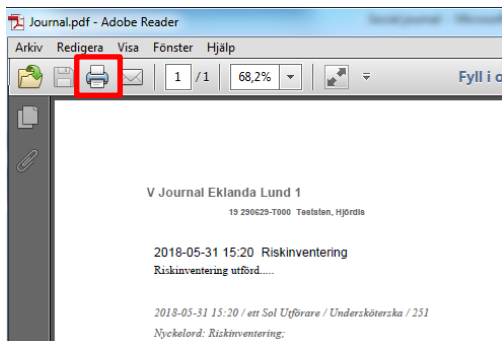 Journal.pdf - Adobe Reader
Arkiv Redigera Visa Fönster Hjälp
1 / 1 68,2% Fyll i o
V Journal Eklanda Lund 1
19 290629-T000 Teststen, Hjördis
2018-05-31 15:20 Riskinventering
Riskinventering utförd.....
2018-05-31 15:20 / ett Sol Utförare / Undersköterska / 251
Nyckelord: Riskinventering;